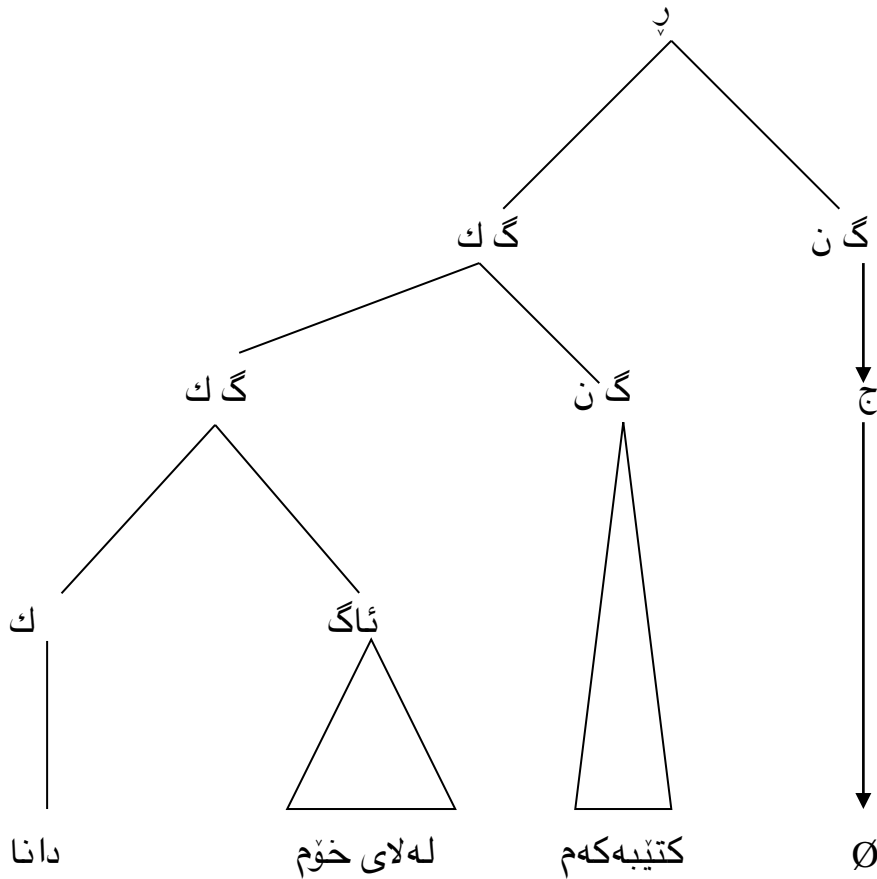 ڕ
گ ن گ ك
ج گ ن گ ك
ئاگ ك
Ø کتێبەکەم لەلای خۆم دانا